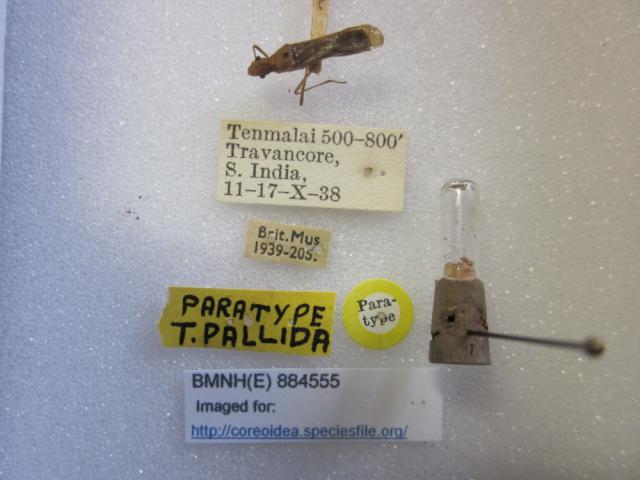 Tenmalai 500–800′
Travancore,
S. India,
11–17–X–38
Brit. Mus.
1939-205.
PARATYPE
T. PALLIDA
Para-
type
BMNH(E) 884555
Imaged for:
http://coreoidea.speciesfile.org/